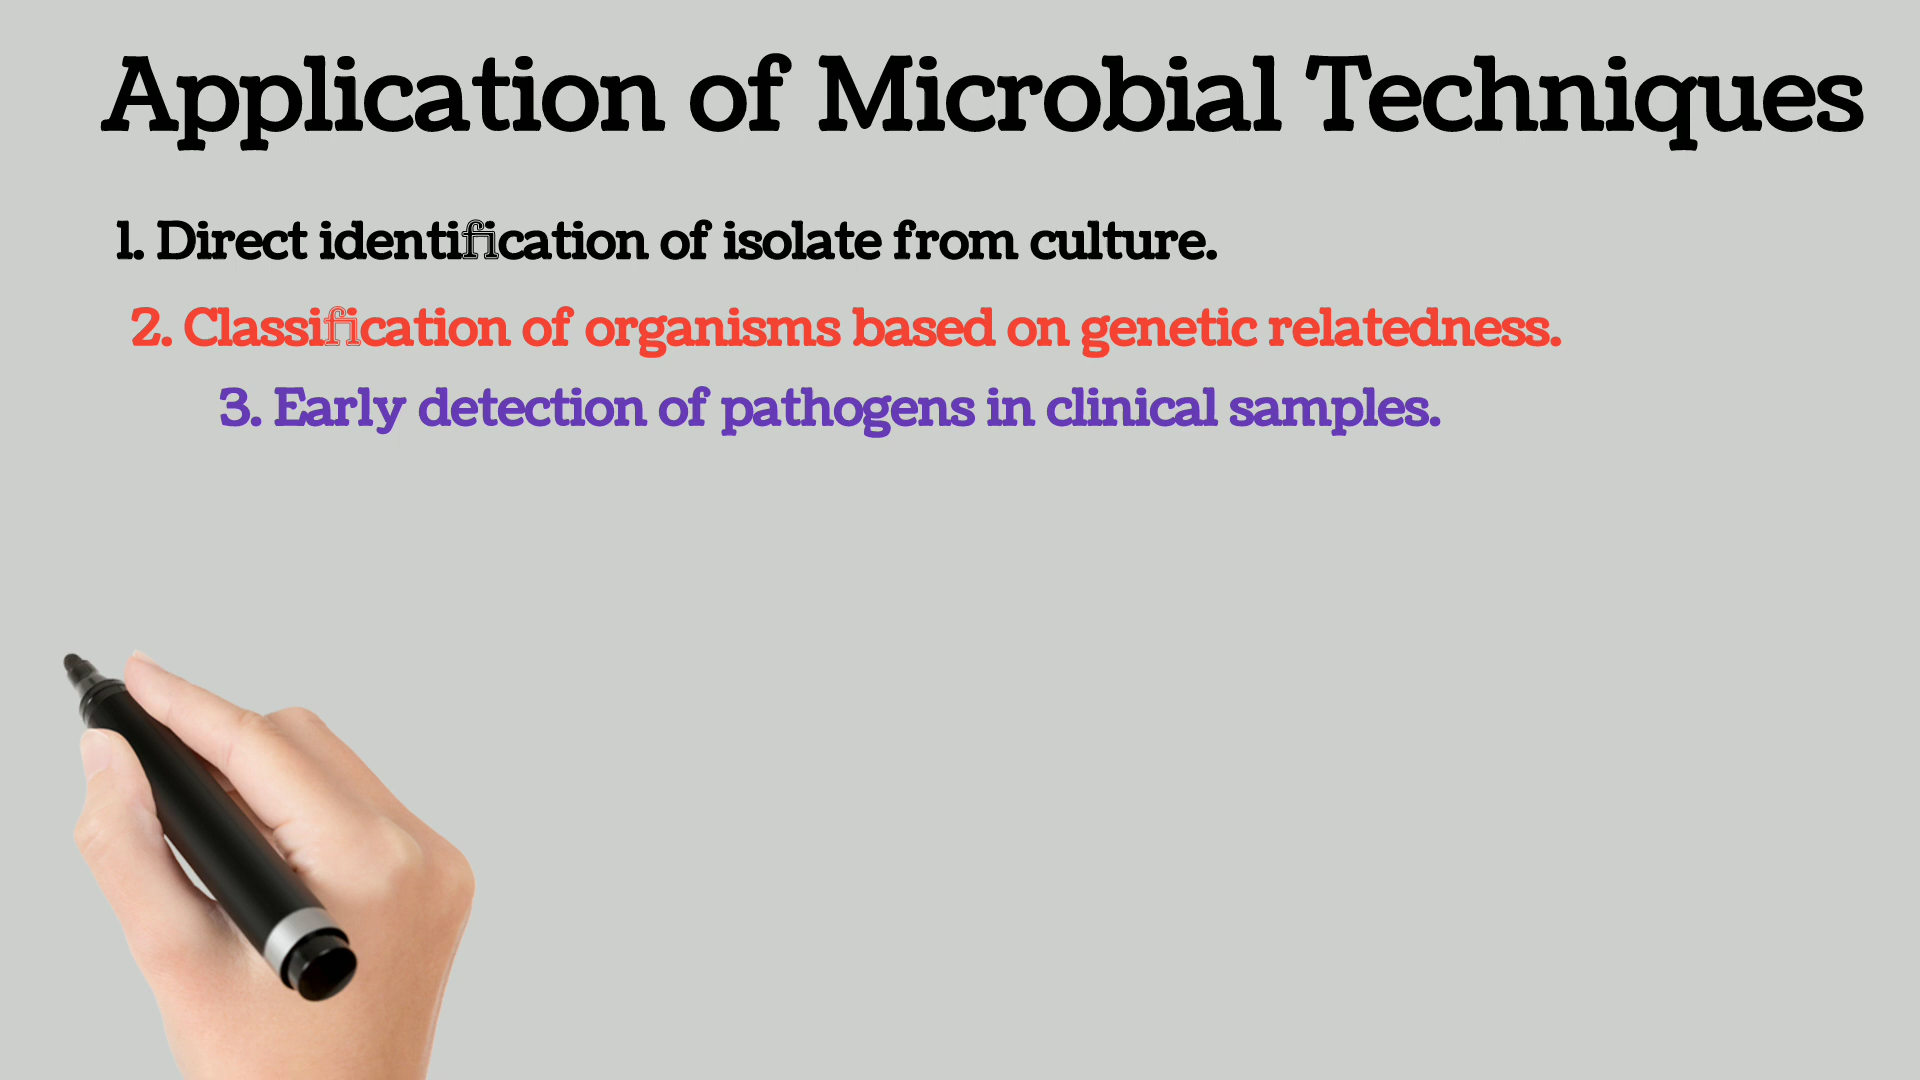 Application of Microbial Techniques
1. Direct identification of isolate from culture.
2. Classification of organisms based on genetic relatedness.
3. Early detection of pathogens in clinical samples.